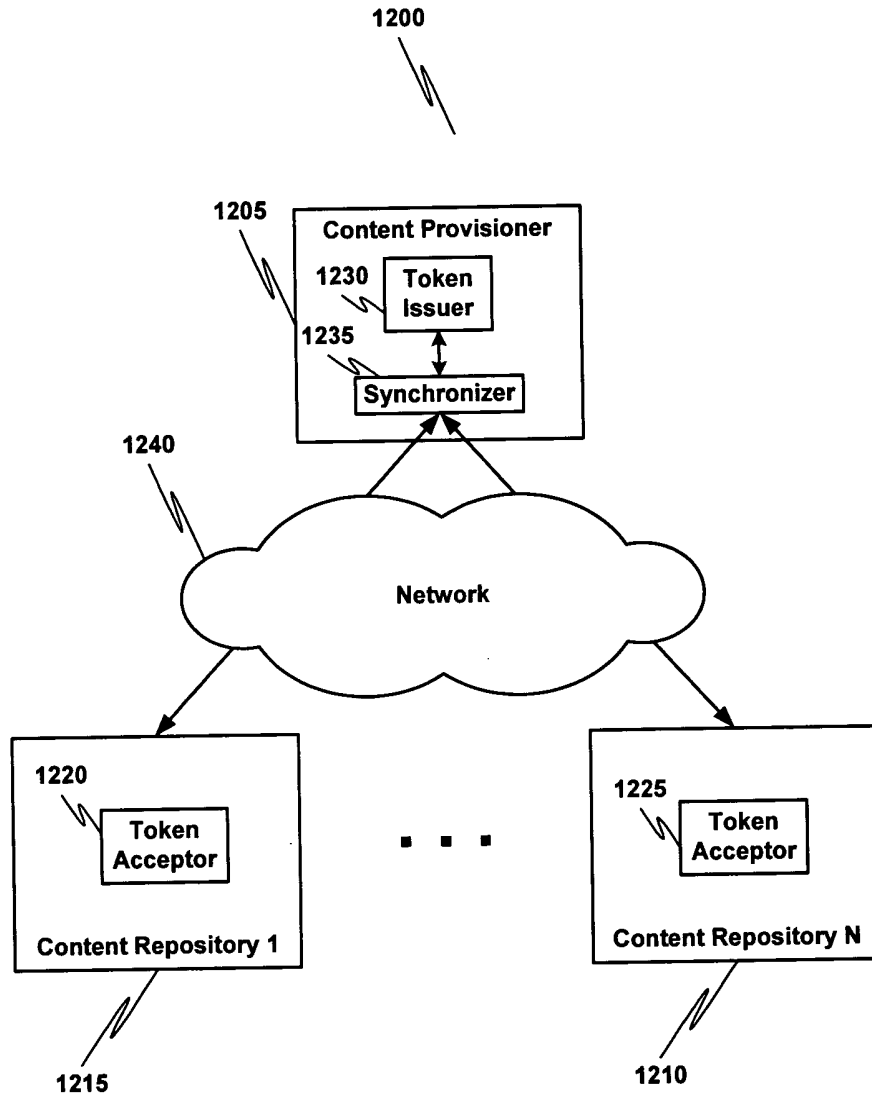 1200
1205
Content Provisioner
1230
Token
Issuer
1235
Synchronizer
1240
Network
1220
Token
Acceptor
Content Repository 1
1215
1225
Token
Acceptor
Content Repository N
1210